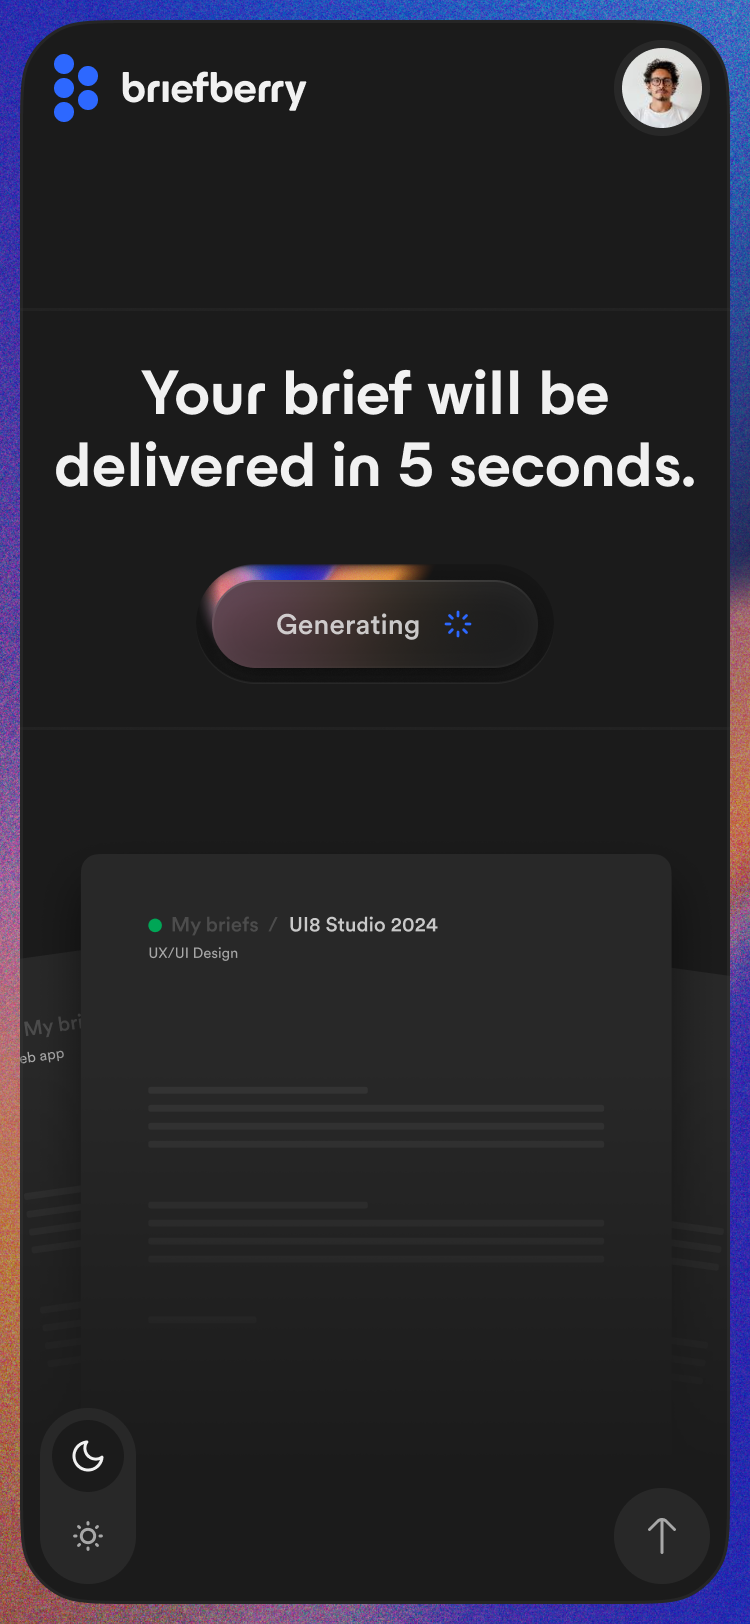 briefberry
Your brief will be
delivered in 5 seconds.
Generating
My briefs / UI8 Studio 2024
UX/UI Design
My bri
eb app